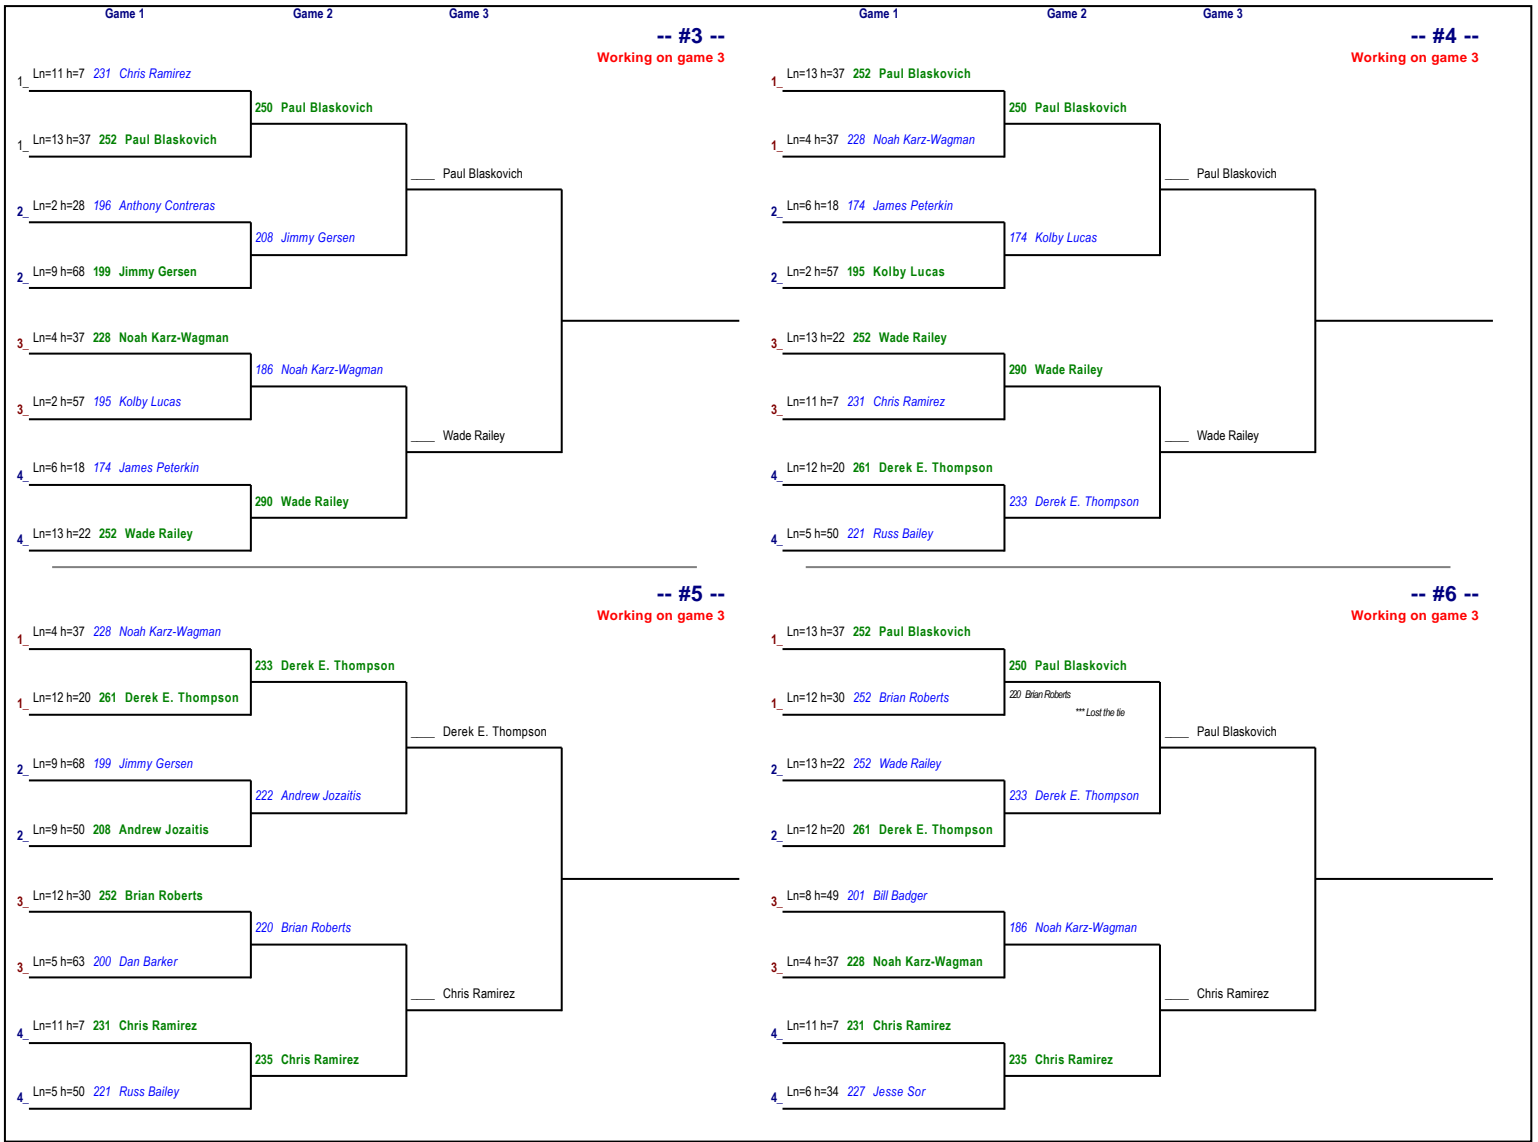 Game 1 Game 2 Game 3
-- #3 --
Working on game 3
1_ Ln=11 h=7 231 Chris Ramirez
250 Paul Blaskovich
1_ Ln=13 h=37 252 Paul Blaskovich
____ Paul Blaskovich
2_ Ln=2 h=28 196 Anthony Contreras
208 Jimmy Gersen
2_ Ln=9 h=68 199 Jimmy Gersen
3_ Ln=4 h=37 228 Noah Karz-Wagman
186 Noah Karz-Wagman
3_ Ln=2 h=57 195 Kolby Lucas
____ Wade Railey
4_ Ln=6 h=18 174 James Peterkin
290 Wade Railey
4_ Ln=13 h=22 252 Wade Railey
Game 1 Game 2 Game 3
-- #4 --
Working on game 3
1_ Ln=13 h=37 252 Paul Blaskovich
250 Paul Blaskovich
1_ Ln=4 h=37 228 Noah Karz-Wagman
____ Paul Blaskovich
2_ Ln=6 h=18 174 James Peterkin
174 Kolby Lucas
2_ Ln=2 h=57 195 Kolby Lucas
3_ Ln=13 h=22 252 Wade Railey
290 Wade Railey
3_ Ln=11 h=7 231 Chris Ramirez
____ Wade Railey
4_ Ln=12 h=20 261 Derek E. Thompson
233 Derek E. Thompson
4_ Ln=5 h=50 221 Russ Bailey
-- #5 --
Working on game 3
1_ Ln=4 h=37 228 Noah Karz-Wagman
233 Derek E. Thompson
1_ Ln=12 h=20 261 Derek E. Thompson
____ Derek E. Thompson
2_ Ln=9 h=68 199 Jimmy Gersen
222 Andrew Jozaitis
2_ Ln=9 h=50 208 Andrew Jozaitis
3_ Ln=12 h=30 252 Brian Roberts
220 Brian Roberts
3_ Ln=5 h=63 200 Dan Barker
____ Chris Ramirez
4_ Ln=11 h=7 231 Chris Ramirez
235 Chris Ramirez
4_ Ln=5 h=50 221 Russ Bailey
-- #6 --
Working on game 3
1_ Ln=13 h=37 252 Paul Blaskovich
250 Paul Blaskovich
1_ Ln=12 h=30 252 Brian Roberts
220 Brian Roberts
*** Lost the tie
____ Paul Blaskovich
2_ Ln=13 h=22 252 Wade Railey
233 Derek E. Thompson
2_ Ln=12 h=20 261 Derek E. Thompson
3_ Ln=8 h=49 201 Bill Badger
186 Noah Karz-Wagman
3_ Ln=4 h=37 228 Noah Karz-Wagman
____ Chris Ramirez
4_ Ln=11 h=7 231 Chris Ramirez
235 Chris Ramirez
4_ Ln=6 h=34 227 Jesse Sor